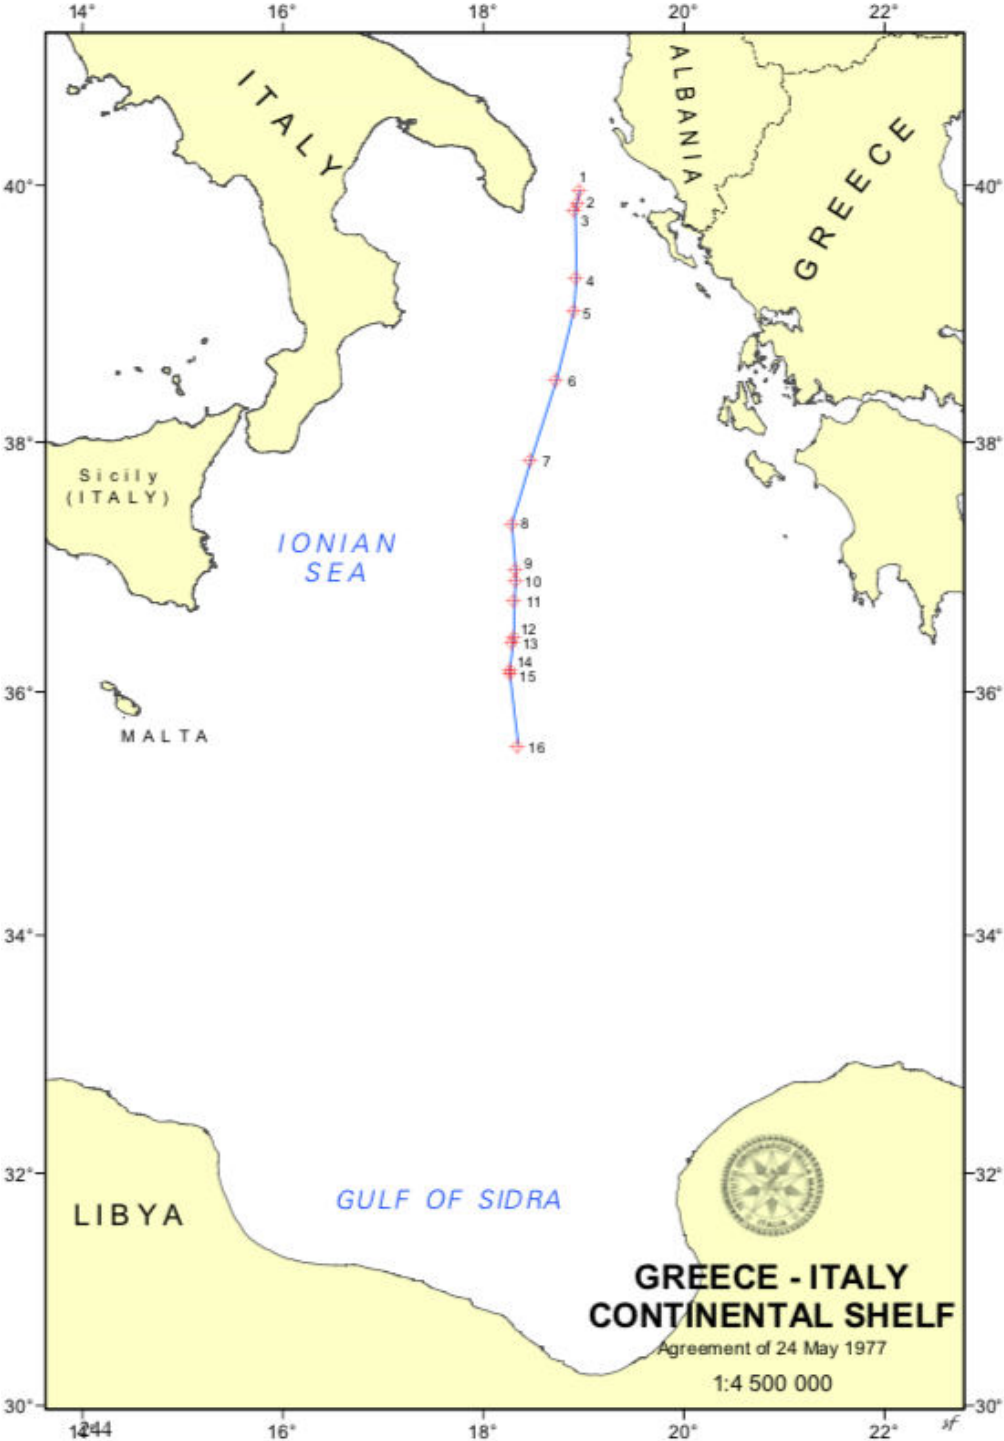 14° 16° 18° 20° 22°
ITALY
ALBANIA
GREECE
40° 40°
1
2
3
4
5
6
38° 38°
7
Sicily
(ITALY)
8
IONIAN
SEA
9
10
11
12
13
14
15
36° 36°
MALTA
16
34° 34°
32° 32°
LIBYA
GULF OF SIDRA
ITALIA
GREECE - ITALY
CONTINENTAL SHELF
Agreement of 24 May 1977
1:4 500 000
30° 30°
14° 16° 18° 20° 22°
sf